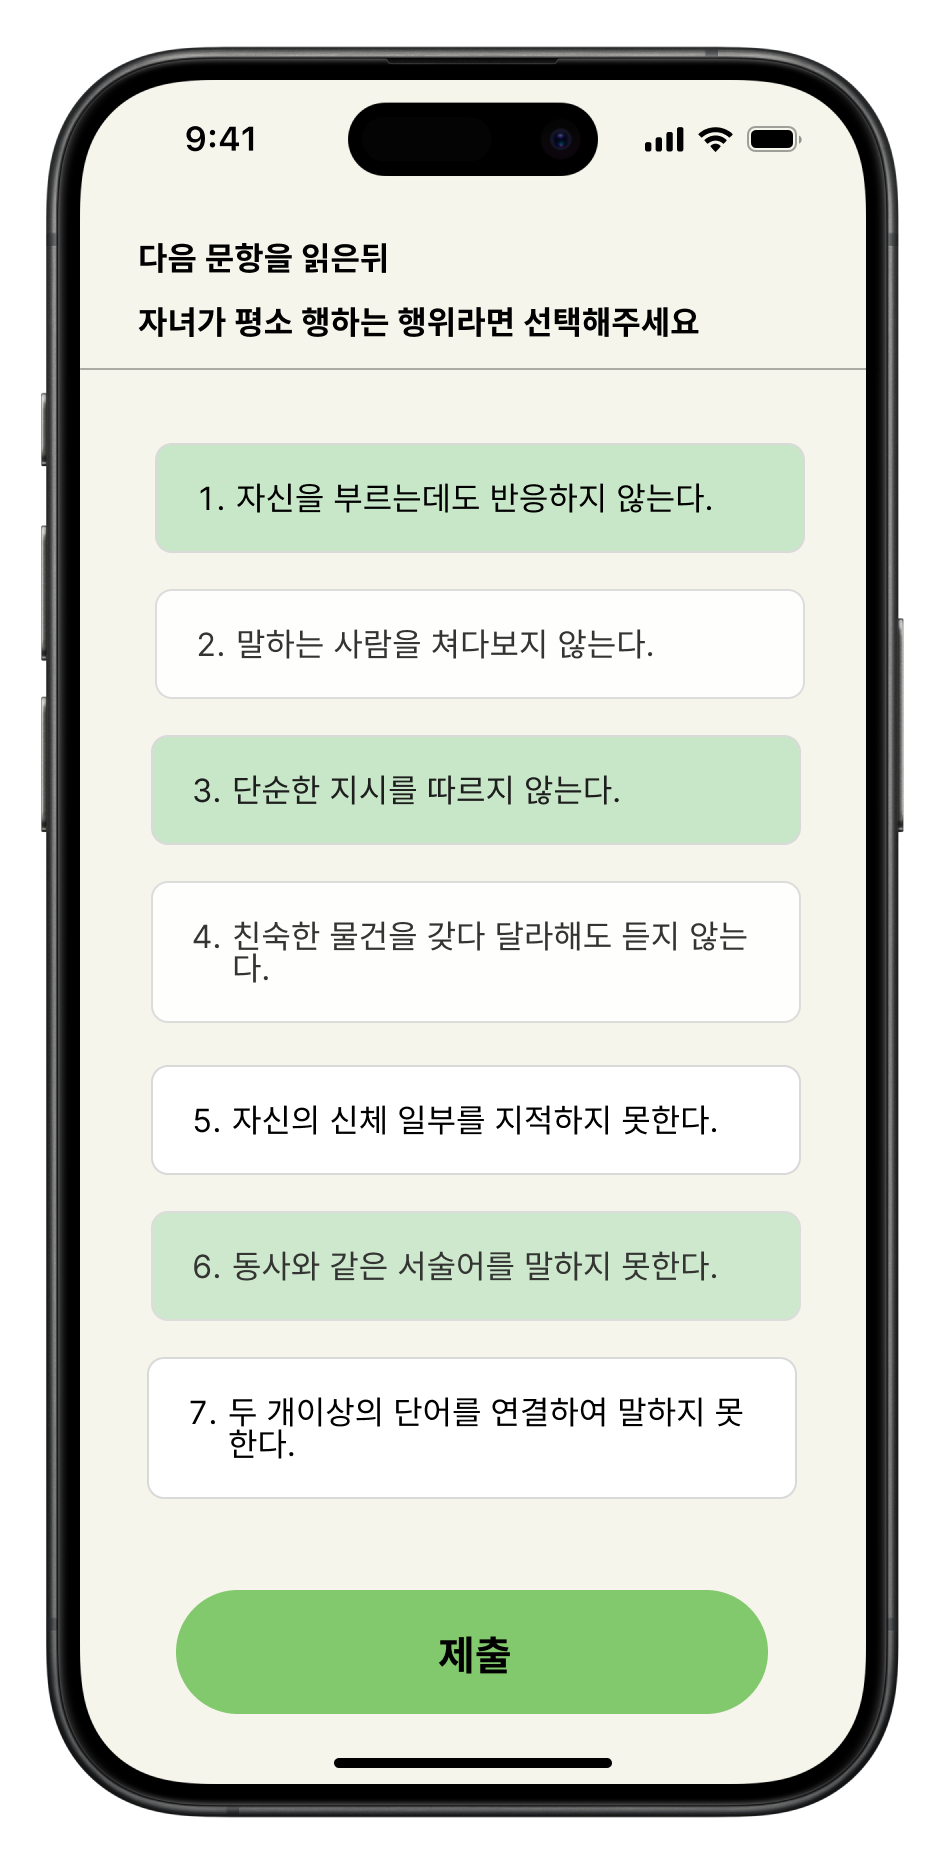 9:41
다음 문항을 읽은뒤
자녀가 평소 행하는 행위라면 선택해주세요
1. 자신을 부르는데도 반응하지 않는다.
2. 말하는 사람을 쳐다보지 않는다.
3. 단순한 지시를 따르지 않는다.
4. 친숙한 물건을 갖다 달라해도 듣지 않는
다.
5. 자신의 신체 일부를 지적하지 못한다.
6. 동사와 같은 서술어를 말하지 못한다.
7. 두 개이상의 단어를 연결하여 말하지 못
한다.
제출